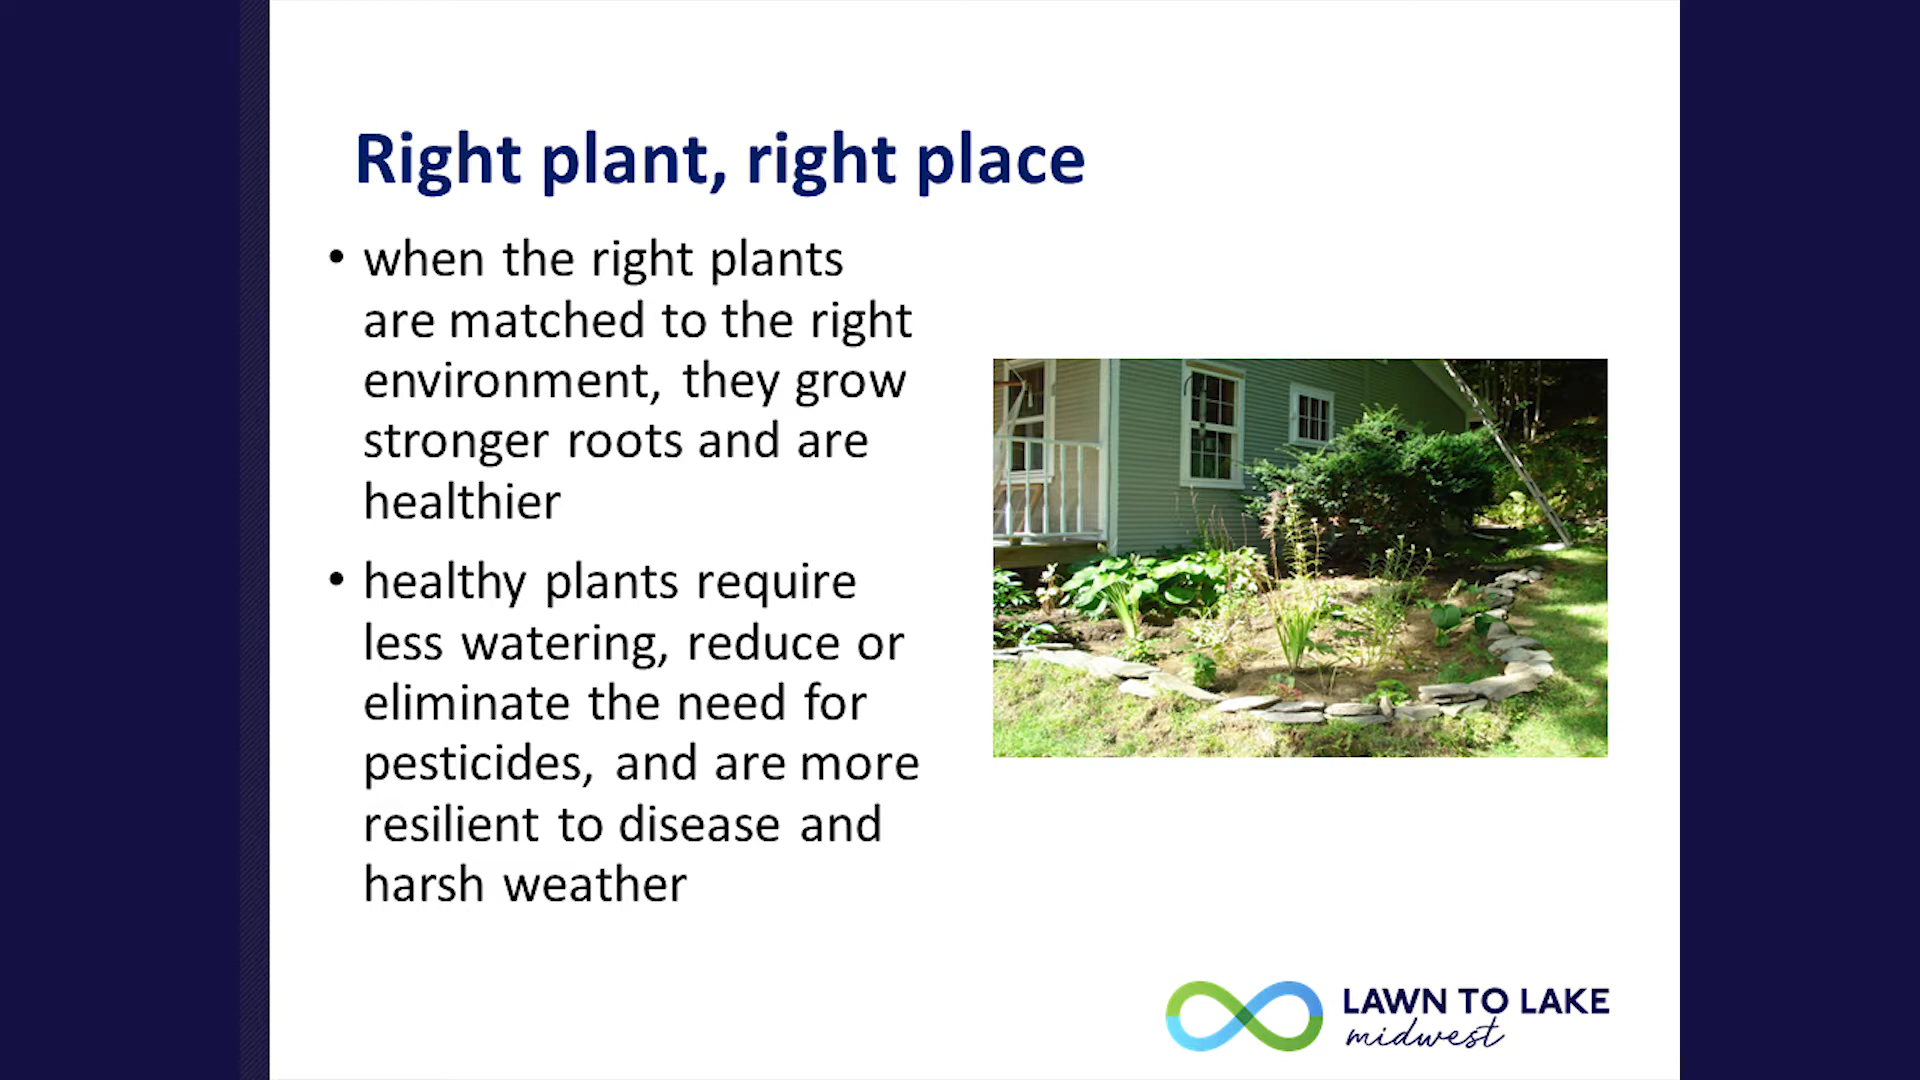 Right plant, right place
• when the right plants
are matched to the right
environment, they grow
stronger roots and are
healthier
• healthy plants require
less watering, reduce or
eliminate the need for
pesticides, and are more
resilient to disease and
harsh weather
LAWN TO LAKE
midwest